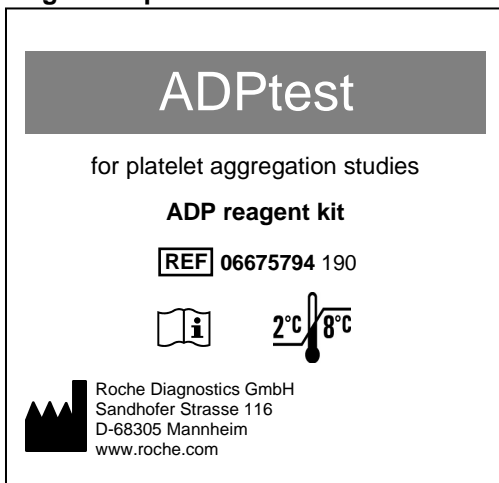 ADPtest
for platelet aggregation studies
ADP reagent kit
REF 06675794 190
i
2°C 8°C
Roche Diagnostics GmbH
Sandhofer Strasse 116
D-68305 Mannheim
www.roche.com